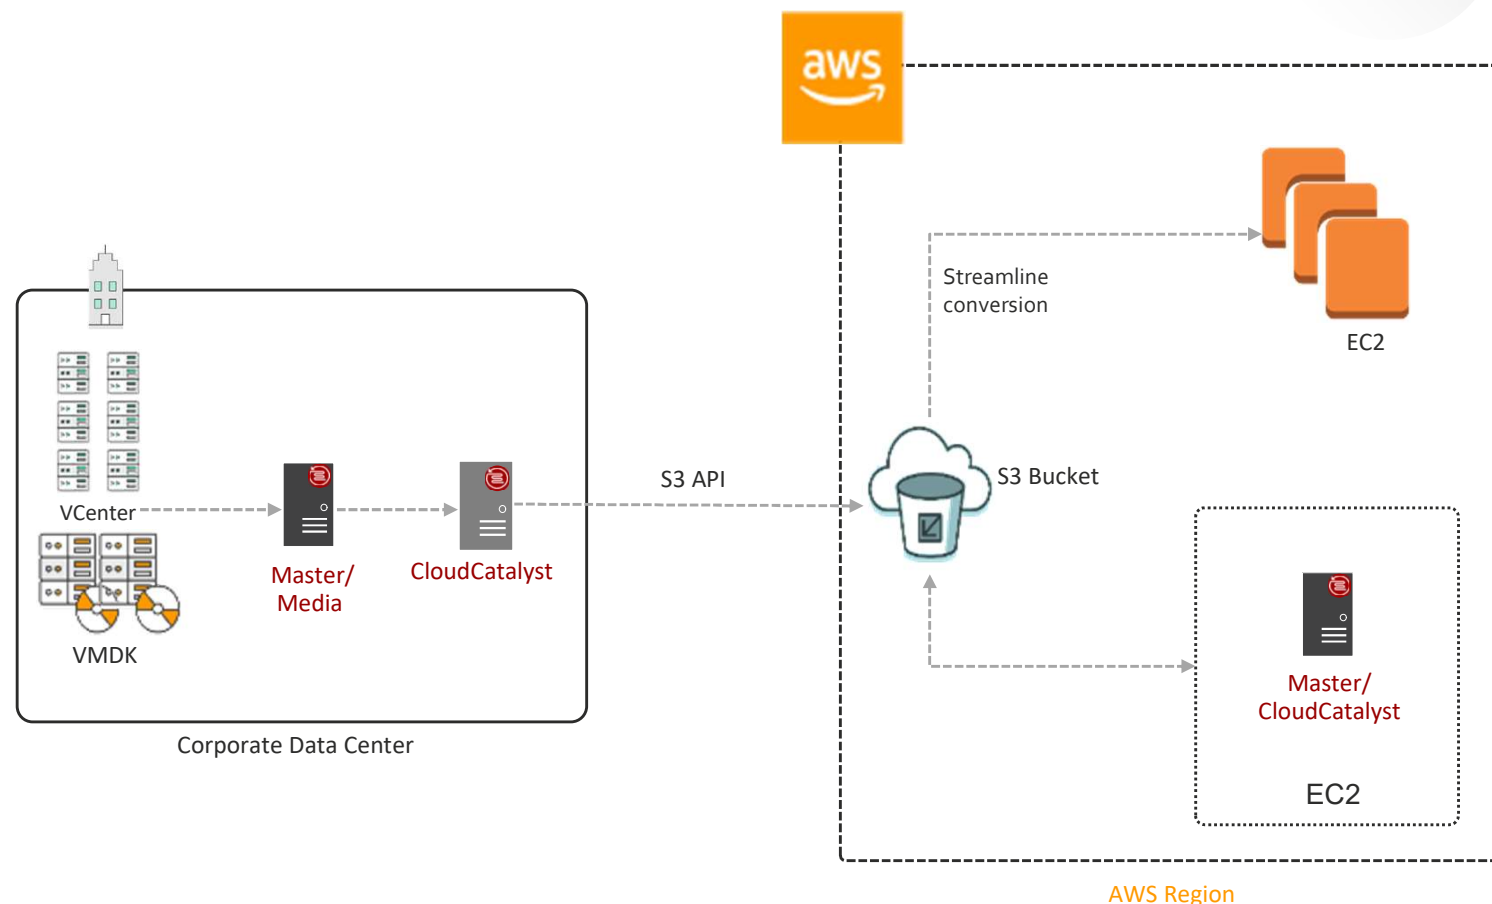 aws
Streamline
conversion
EC2
S3 API
S3 Bucket
VCenter
Master/
Media
CloudCatalyst
VMDK
Corporate Data Center
Master/
CloudCatalyst
EC2
AWS Region